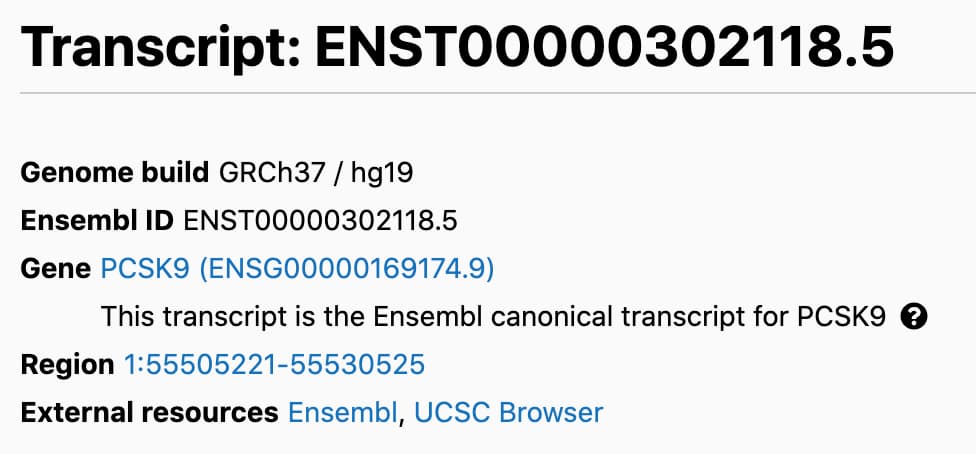 Transcript: ENST00000302118.5
Genome build GRCh37 / hg19
Ensembl ID ENST00000302118.5
Gene PCSK9 (ENSG00000169174.9)
This transcript is the Ensembl canonical transcript for PCSK9 ?
Region 1:55505221-55530525
External resources Ensembl, UCSC Browser